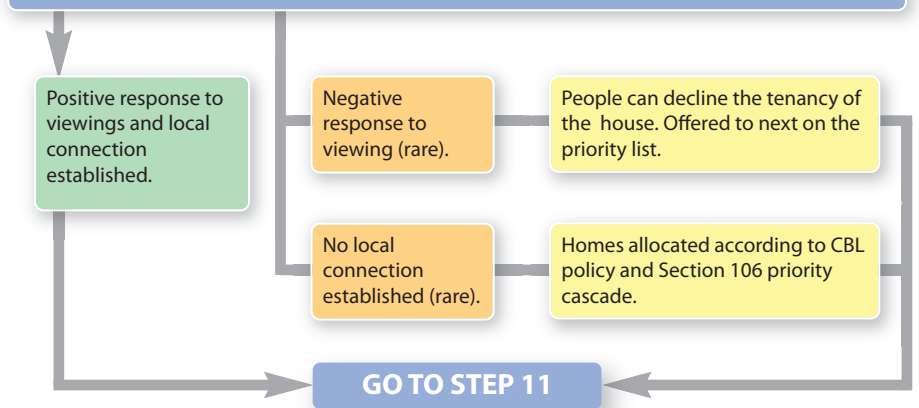 Positive response to
viewings and local
connection
established.
Negative
response to
viewing (rare).
People can decline the tenancy of
the house. Offered to next on the
priority list.
No local
connection
established (rare).
Homes allocated according to CBL
policy and Section 106 priority
cascade.
GO TO STEP 11